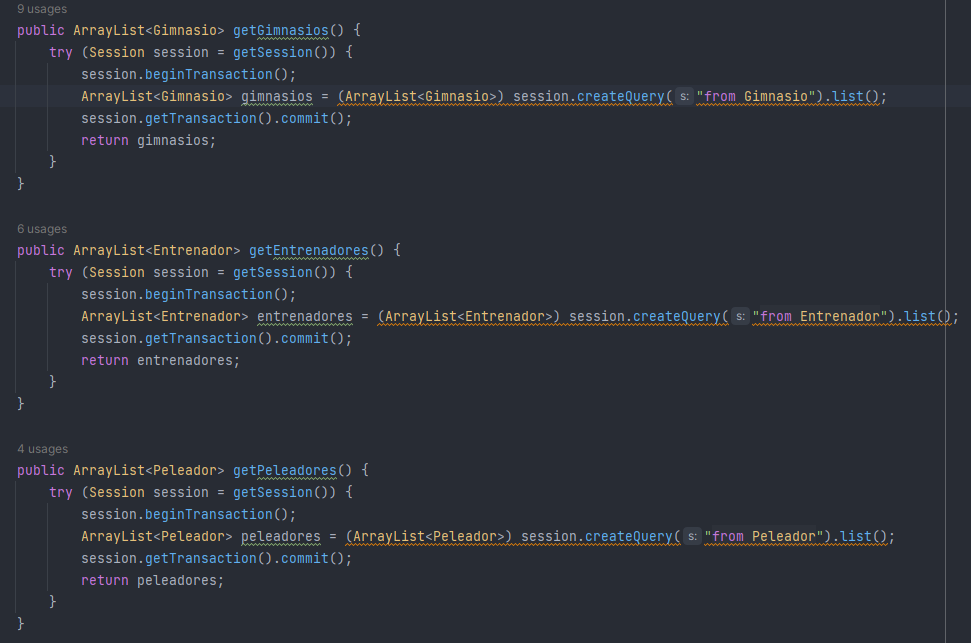 9 usages
public ArrayList<Gimnasio> getGimnasios() {
try (Session session = getSession()) {
session.beginTransaction();
ArrayList<Gimnasio> gimnasios = (ArrayList<Gimnasio>) session.createQuery( s: "from Gimnasio").list();
session.getTransaction().commit();
return gimnasios;
}
}
6 usages
public ArrayList<Entrenador> getEntrenadores() {
try (Session session = getSession()) {
session.beginTransaction();
ArrayList<Entrenador> entrenadores = (ArrayList<Entrenador>) session.createQuery( s: "from Entrenador").list();
session.getTransaction().commit();
return entrenadores;
}
}
4 usages
public ArrayList<Peleador> getPeleadores() {
try (Session session = getSession()) {
session.beginTransaction();
ArrayList<Peleador> peleadores = (ArrayList<Peleador>) session.createQuery( s: "from Peleador").list();
session.getTransaction().commit();
return peleadores;
}
}